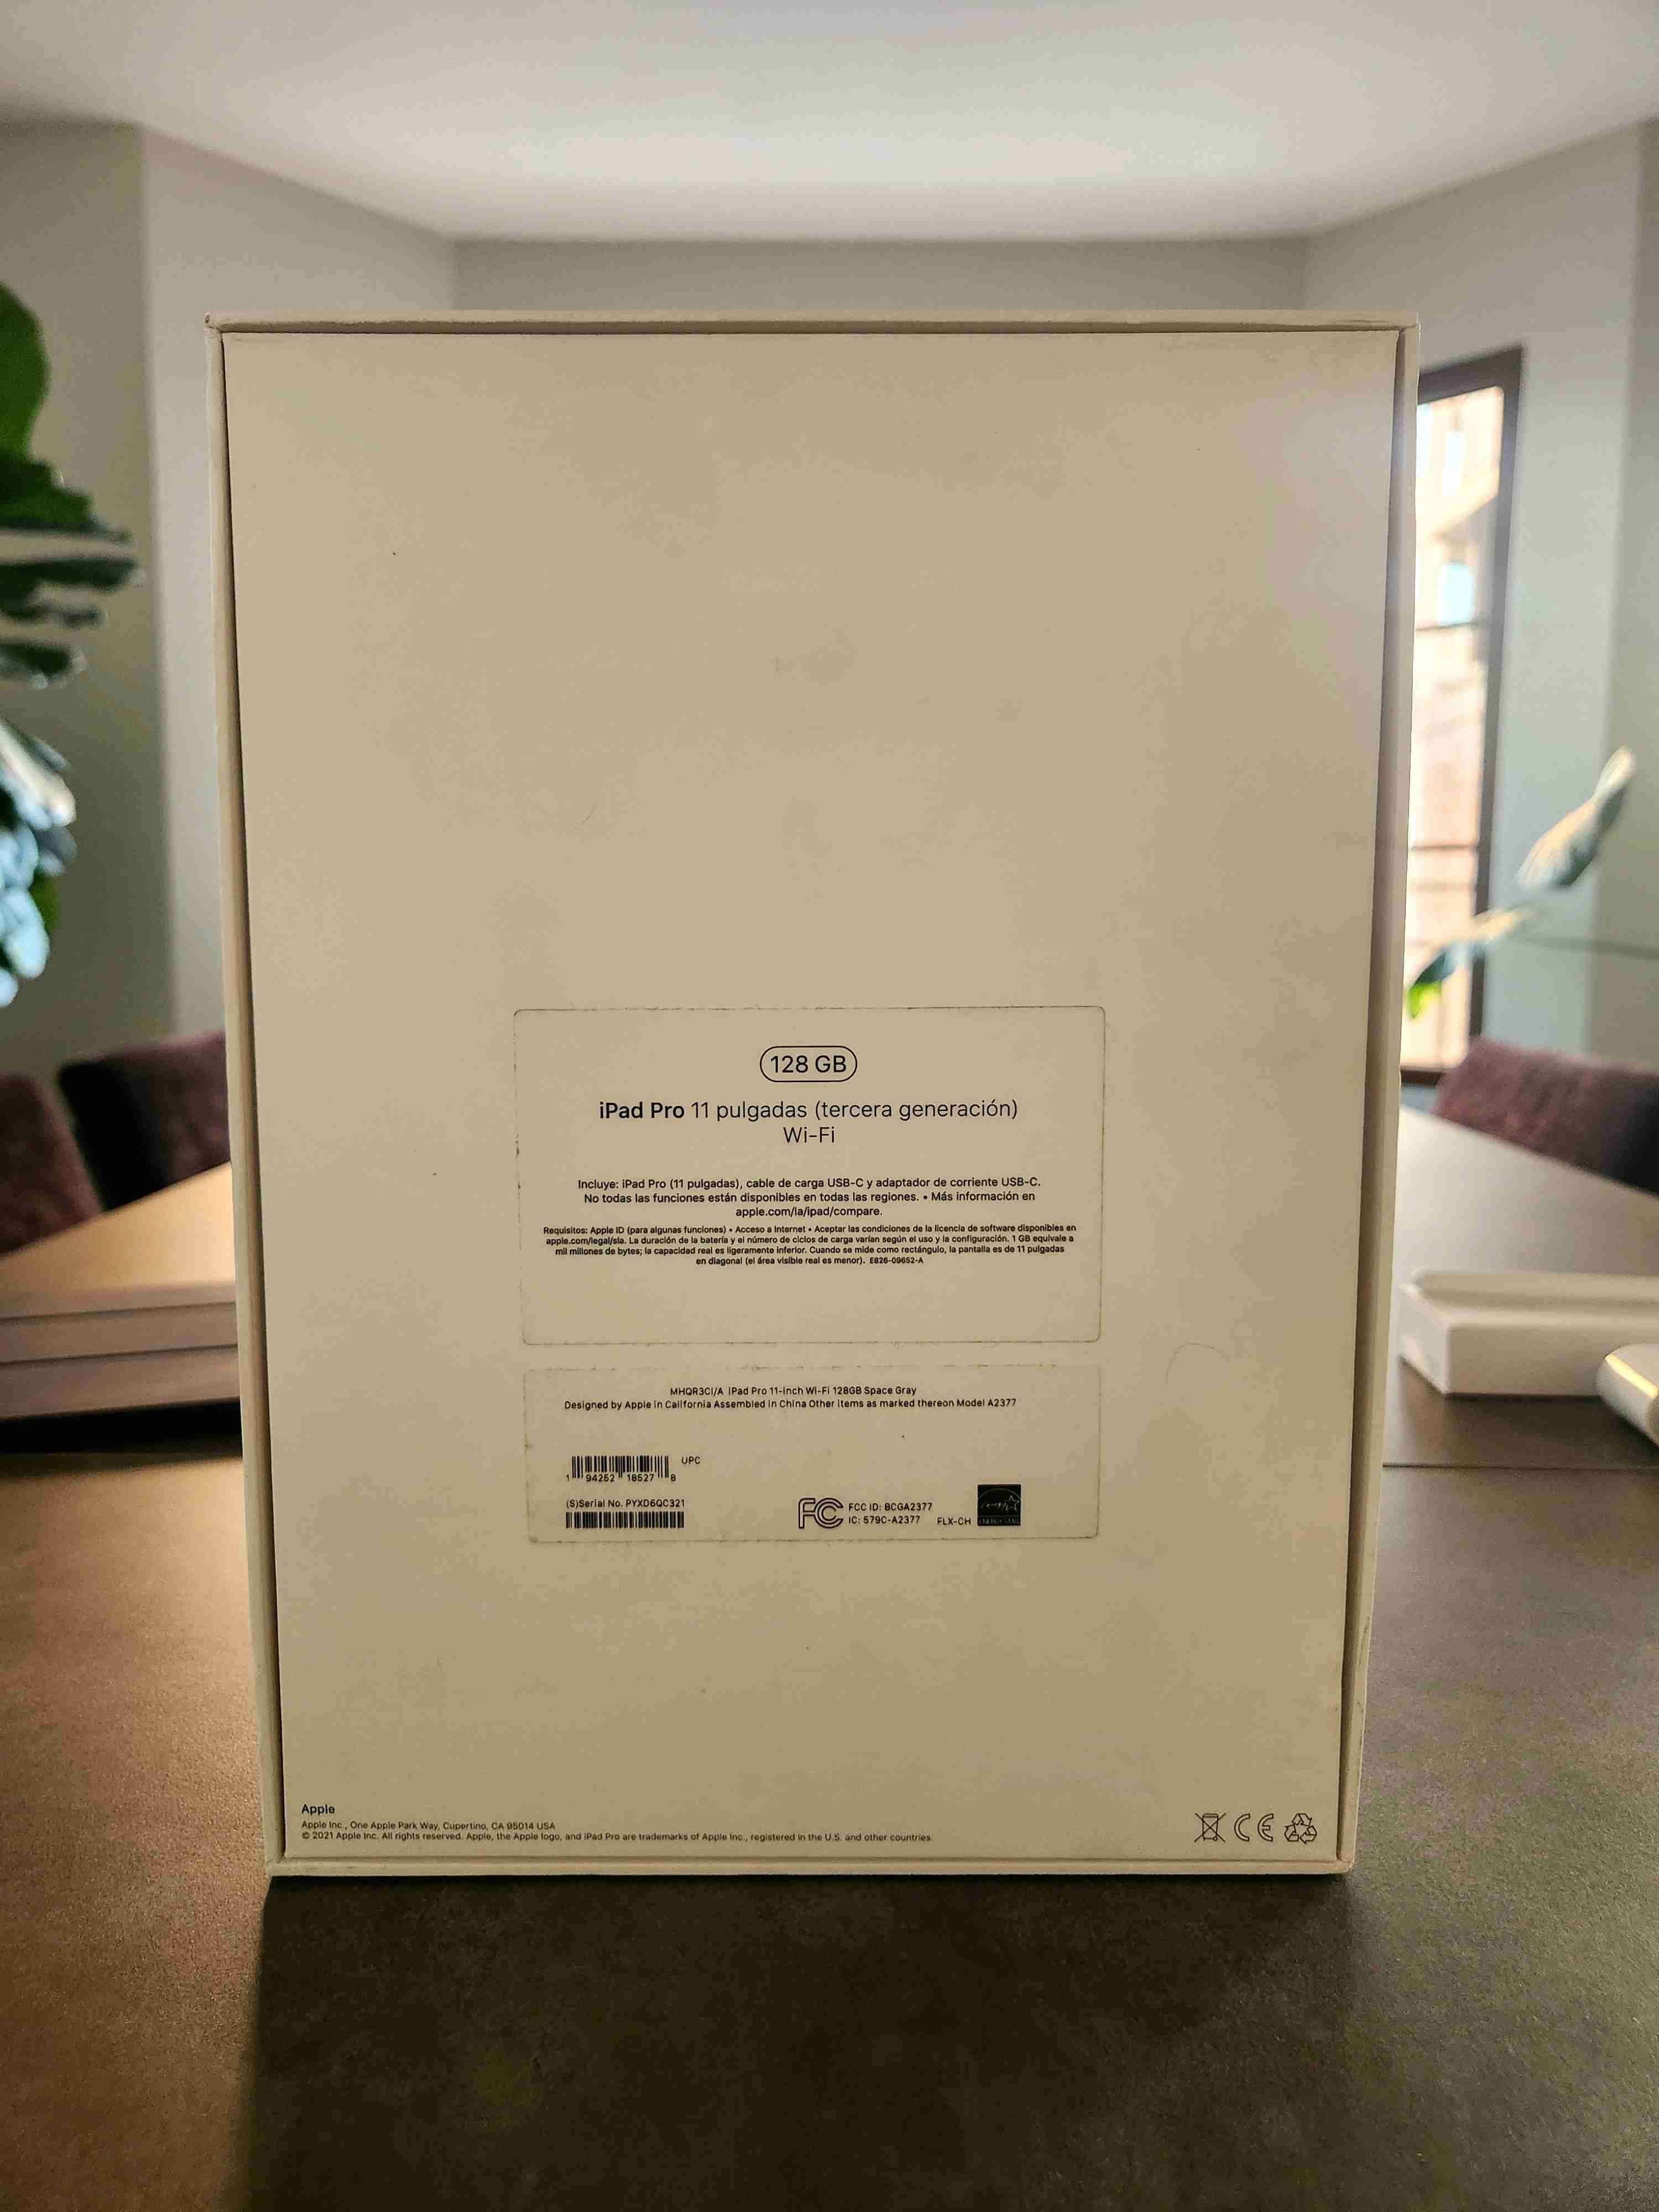 128 GB
iPad Pro 11 pulgadas (tercera generación)
Wi-Fi
Incluye: iPad Pro (11 pulgadas), cable de carga USB-C y adaptador de corriente USB-C.
No todas las funciones están disponibles en todas las regiones. • Más información en
apple.com/la/ipad/compare.
Requisitos: Apple ID (para algunas funciones) • Acceso a Internet • Aceptar las condiciones de la licencia de software disponibles en
apple.com/legal/sla. La duración de la batería y el número de ciclos de carga varían según el uso y la configuración. 1 GB equivale a
mil millones de bytes; la capacidad real es ligeramente inferior. Cuando se mide como rectángulo, la pantalla es de 11 pulgadas
en diagonal (el área visible real es menor). E826-09652-A
MHQR3CI/A iPad Pro 11-inch Wi-Fi 128GB Space Gray
Designed by Apple in California Assembled in China Other items as marked thereon Model A2377
UPC
1 94252 18527 8
(S)Serial No. PYXD6QC321
FC FCC ID: BCGA2377
IC: 579C-A2377 FLX-CH
Apple
Apple Inc., One Apple Park Way, Cupertino, CA 95014 USA
© 2021 Apple Inc. All rights reserved. Apple, the Apple logo, and iPad Pro are trademarks of Apple Inc., registered in the U.S. and other countries.
CE